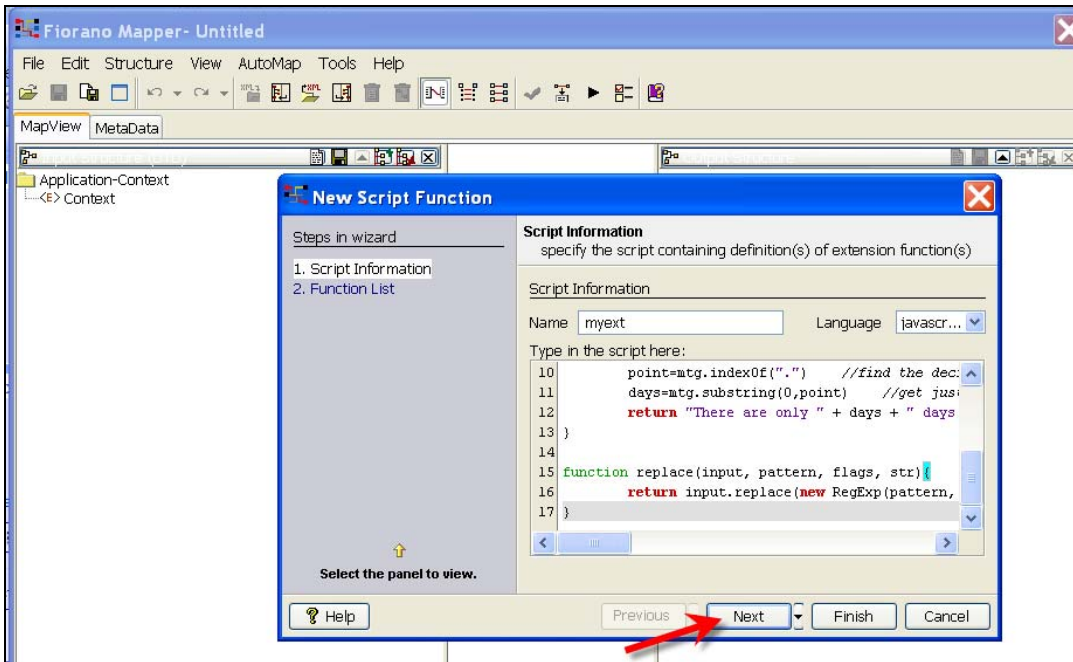 Fiorano Mapper- Untitled
File Edit Structure View AutoMap Tools Help
MapView MetaData
Application-Context
<E> Context
New Script Function
Steps in wizard
1. Script Information
2. Function List
Select the panel to view.
Script Information
specify the script containing definition(s) of extension function(s)
Script Information
Name myext Language javascr...
Type in the script here:
10 point=mtg.indexOf(".") //find the dec
11 days=mtg.substring(0,point) //get jus
12 return "There are only " + days + " days
13 }
14
15 function replace(input, pattern, flags, str){
16 return input.replace(new RegExp(pattern,
17 }
Help Previous Next Finish Cancel